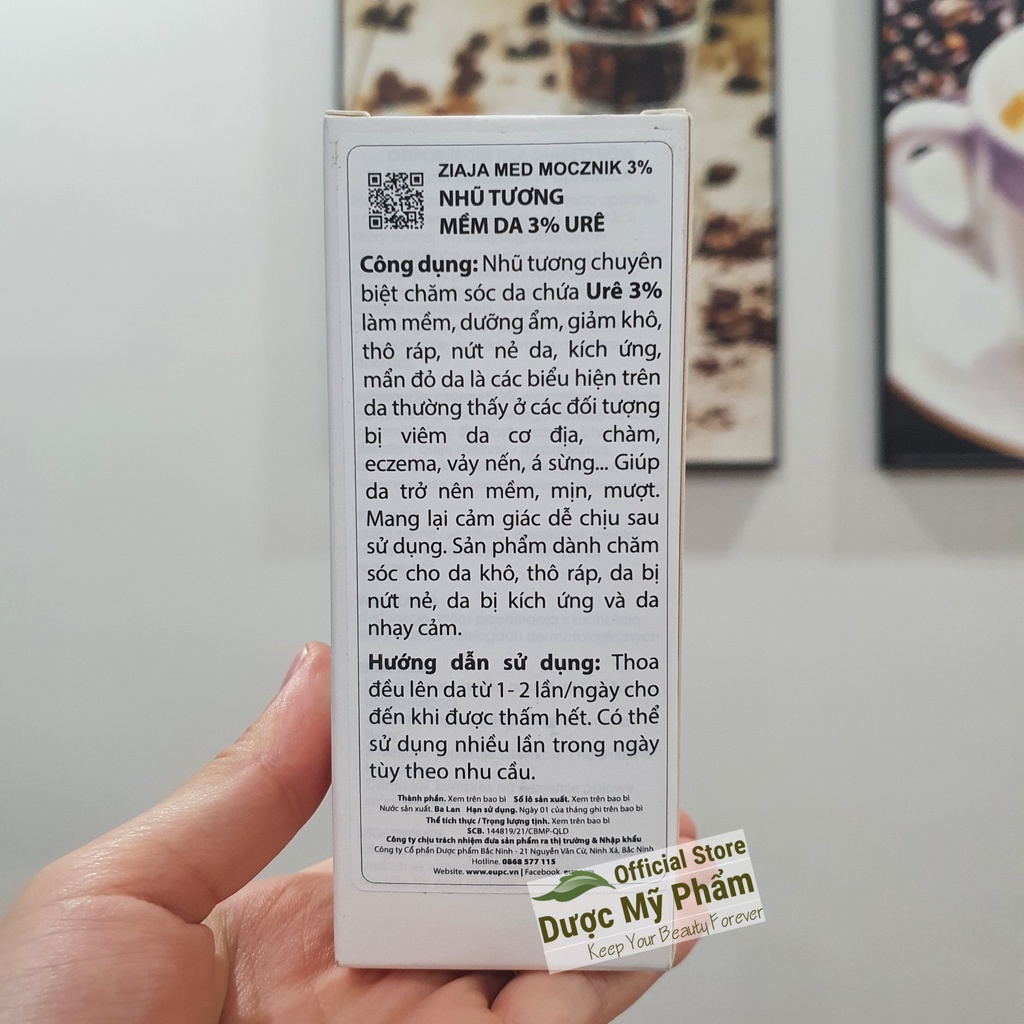 ZIAJA MED MOCZNIK 3%
NHŨ TƯƠNG
MỀM DA 3% URÊ
Công dụng: Nhũ tương chuyên
biệt chăm sóc da chứa Urê 3%
làm mềm, dưỡng ẩm, giảm khô,
thô ráp, nứt nẻ da, kích ứng,
mẩn đỏ da là các biểu hiện trên
da thường thấy ở các đối tượng
bị viêm da cơ địa, chàm,
eczema, vảy nến, á sừng... Giúp
da trở nên mềm, mịn, mượt.
Mang lại cảm giác dễ chịu sau
sử dụng. Sản phẩm dành chăm
sóc cho da khô, thô ráp, da bị
nứt nẻ, da bị kích ứng và da
nhạy cảm.
Hướng dẫn sử dụng: Thoa
đều lên da từ 1- 2 lần/ngày cho
đến khi được thấm hết. Có thể
sử dụng nhiều lần trong ngày
tùy theo nhu cầu.
Thành phần. Xem trên bao bì Số lô sản xuất. Xem trên bao bì
Nước sản xuất. Ba Lan Hạn sử dụng. Ngày 01 của tháng ghi trên bao bì
Thể tích thực / Trọng lượng tịnh. Xem trên bao bì
SCB. 144819/21/CBMP-QLD
Công ty chịu trách nhiệm đưa sản phẩm ra thị trường & Nhập khẩu
Công ty Cổ phần Dược phẩm Bắc Ninh - 21 Nguyễn Văn Cừ, Ninh Xá, Bắc Ninh
Hotline. 0868 577 115
Website. www.eupc.vn | Facebook.
Official Store
Dược Mỹ Phẩm
Keep Your Beauty Forever